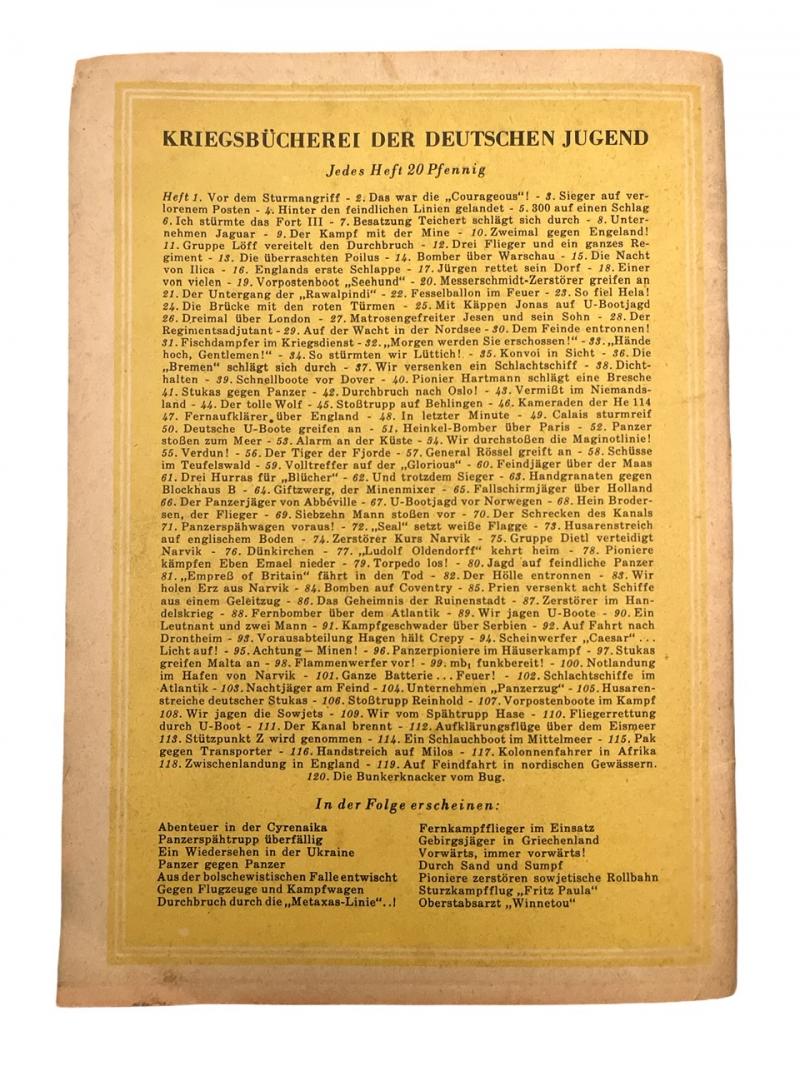 KRIEGSBÜCHEREI DER DEUTSCHEN JUGEND
Jedes Heft 20 Pfennig
Heft 1. Vor dem Sturmangriff - 2. Das war die „Courageous"! - 3. Sieger auf ver-
lorenem Posten - 4. Hinter den feindlichen Linien gelandet - 5. 300 auf einen Schlag
6. Ich stürmte das Fort III - 7. Besatzung Teichert schlägt sich durch - 8. Unter-
nehmen Jaguar - 9. Der Kampf mit der Mine - 10. Zweimal gegen Engeland!
11. Gruppe Löff vereitelt den Durchbruch - 12. Drei Flieger und ein ganzes Re-
giment - 13. Die überraschten Poilus - 14. Bomber über Warschau - 15. Die Nacht
von Ilica - 16. Englands erste Schlappe - 17. Jürgen rettet sein Dorf - 18. Einer
von vielen - 19. Vorpostenboot „Seehund" - 20. Messerschmidt-Zerstörer greifen an
21. Der Untergang der „Rawalpindi" - 22. Fesselballon im Feuer - 23. So fiel Hela!
24. Die Brücke mit den roten Türmen - 25. Mit Käppen Jonas auf U-Bootjagd
26. Dreimal über London - 27. Matrosengefreiter Jesen und sein Sohn - 28. Der
Regimentsadjutant - 29. Auf der Wacht in der Nordsee - 30. Dem Feinde entronnen!
31. Fischdampfer im Kriegsdienst - 32. „Morgen werden Sie erschossen!" - 33. „Hände
hoch, Gentlemen!" - 34. So stürmten wir Lüttich! - 35. Konvoi in Sicht - 36. Die
„Bremen" schlägt sich durch - 37. Wir versenken ein Schlachtschiff - 38. Dicht-
halten - 39. Schnellboote vor Dover - 40. Pionier Hartmann schlägt eine Bresche
41. Stukas gegen Panzer - 42. Durchbruch nach Oslo! - 43. Vermißt im Niemands-
land - 44. Der tolle Wolf - 45. Stoßtrupp auf Behlingen - 46. Kameraden der He 114
47. Fernaufklärer über England - 48. In letzter Minute - 49. Calais sturmreif
50. Deutsche U-Boote greifen an - 51. Heinkel-Bomber über Paris - 52. Panzer
stoßen zum Meer - 53. Alarm an der Küste - 54. Wir durchstoßen die Maginotlinie!
55. Verdun! - 56. Der Tiger der Fjorde - 57. General Rössel greift an - 58. Schüsse
im Teufelswald - 59. Volltreffer auf der „Glorious" - 60. Feindjäger über der Maas
61. Drei Hurras für „Blücher" - 62. Und trotzdem Sieger - 63. Handgranaten gegen
Blockhaus B - 64. Giftzwerg, der Minenmixer - 65. Fallschirmjäger über Holland
66. Der Panzerjäger von Abbéville - 67. U-Bootjagd vor Norwegen - 68. Hein Broder-
sen, der Flieger - 69. Siebzehn Mann stoßen vor - 70. Der Schrecken des Kanals
71. Panzerspähwagen voraus! - 72. „Seal" setzt weiße Flagge - 73. Husarenstreich
auf englischem Boden - 74. Zerstörer Kurs Narvik - 75. Gruppe Dietl verteidigt
Narvik - 76. Dünkirchen - 77. „Ludolf Oldendorff" kehrt heim - 78. Pioniere
kämpfen Eben Emael nieder - 79. Torpedo los! - 80. Jagd auf feindliche Panzer
81. „Empreß of Britain" fährt in den Tod - 82. Der Hölle entronnen - 83. Wir
holen Erz aus Narvik - 84. Bomben auf Coventry - 85. Prien versenkt acht Schiffe
aus einem Geleitzug - 86. Das Geheimnis der Ruinenstadt - 87. Zerstörer im Han-
delskrieg - 88. Fernbomber über dem Atlantik - 89. Wir jagen U-Boote - 90. Ein
Leutnant und zwei Mann - 91. Kampfgeschwader über Serbien - 92. Auf Fahrt nach
Drontheim - 93. Vorausabteilung Hagen hält Crepy - 94. Scheinwerfer „Caesar" ...
Licht auf! - 95. Achtung — Minen! - 96. Panzerpioniere im Häuserkampf - 97. Stukas
greifen Malta an - 98. Flammenwerfer vor! - 99. mb₁ funkbereit! - 100. Notlandung
im Hafen von Narvik - 101. Ganze Batterie ... Feuer! - 102. Schlachtschiffe im
Atlantik - 103. Nachtjäger am Feind - 104. Unternehmen „Panzerzug" - 105. Husaren-
streiche deutscher Stukas - 106. Stoßtrupp Reinhold - 107. Vorpostenboote im Kampf
108. Wir jagen die Sowjets - 109. Wir vom Spähtrupp Hase - 110. Fliegerrettung
durch U-Boot - 111. Der Kanal brennt - 112. Aufklärungsflüge über dem Eismeer
113. Stützpunkt Z wird genommen - 114. Ein Schlauchboot im Mittelmeer - 115. Pak
gegen Transporter - 116. Handstreich auf Milos - 117. Kolonnenfahrer in Afrika
118. Zwischenlandung in England - 119. Auf Feindfahrt in nordischen Gewässern.
120. Die Bunkerknacker vom Bug.
In der Folge erscheinen:
Abenteuer in der Cyrenaika
Panzerspähtrupp überfällig
Ein Wiedersehen in der Ukraine
Panzer gegen Panzer
Aus der bolschewistischen Falle entwischt
Gegen Flugzeuge und Kampfwagen
Durchbruch durch die „Metaxas-Linie"..!
Fernkampfflieger im Einsatz
Gebirgsjäger in Griechenland
Vorwärts, immer vorwärts!
Durch Sand und Sumpf
Pioniere zerstören sowjetische Rollbahn
Sturzkampfflug „Fritz Paula"
Oberstabsarzt „Winnetou"